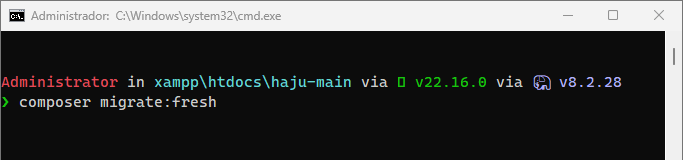 Administrador: C:\Windows\system32\cmd.exe
Administrator in xampp\htdocs\haju-main via ▯ v22.16.0 via 🐘 v8.2.28
❯ composer migrate:fresh